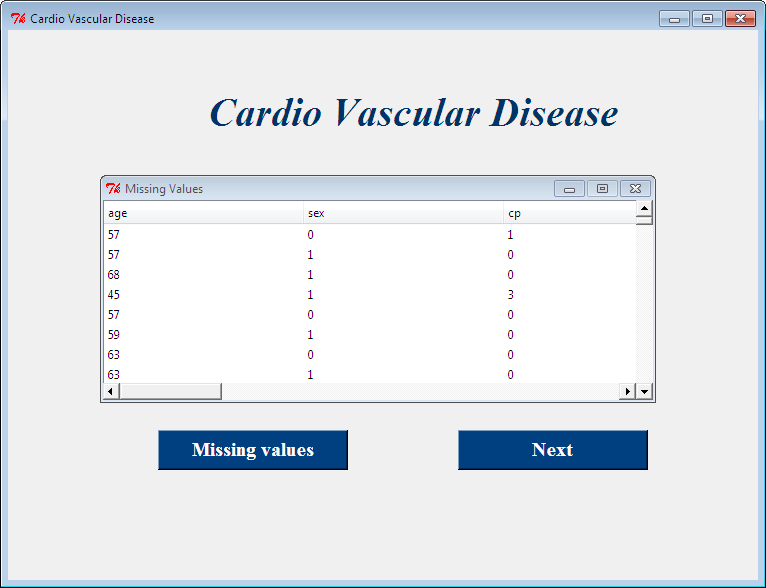 Cardio Vascular Disease
Cardio Vascular Disease
Missing Values
age sex cp
57 0 1
57 1 0
68 1 0
45 1 3
57 0 0
59 1 0
63 0 0
63 1 0
Missing values Next